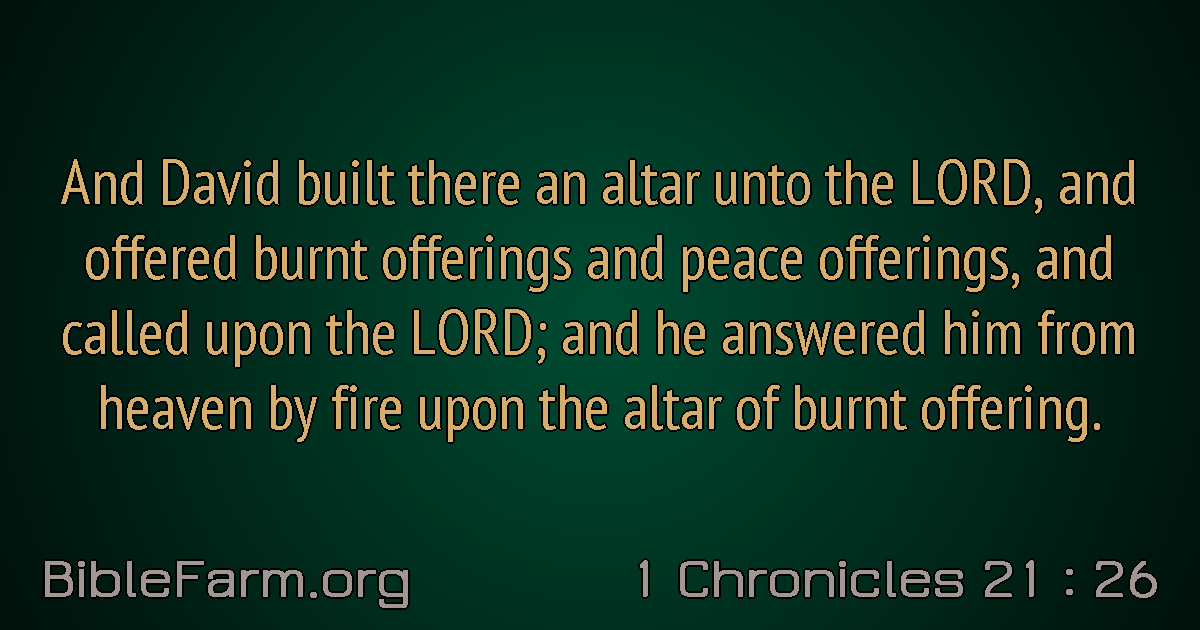 And David built there an altar unto the LORD, and
offered burnt offerings and peace offerings, and
called upon the LORD; and he answered him from
heaven by fire upon the altar of burnt offering.
BibleFarm.org
1 Chronicles 21 : 26